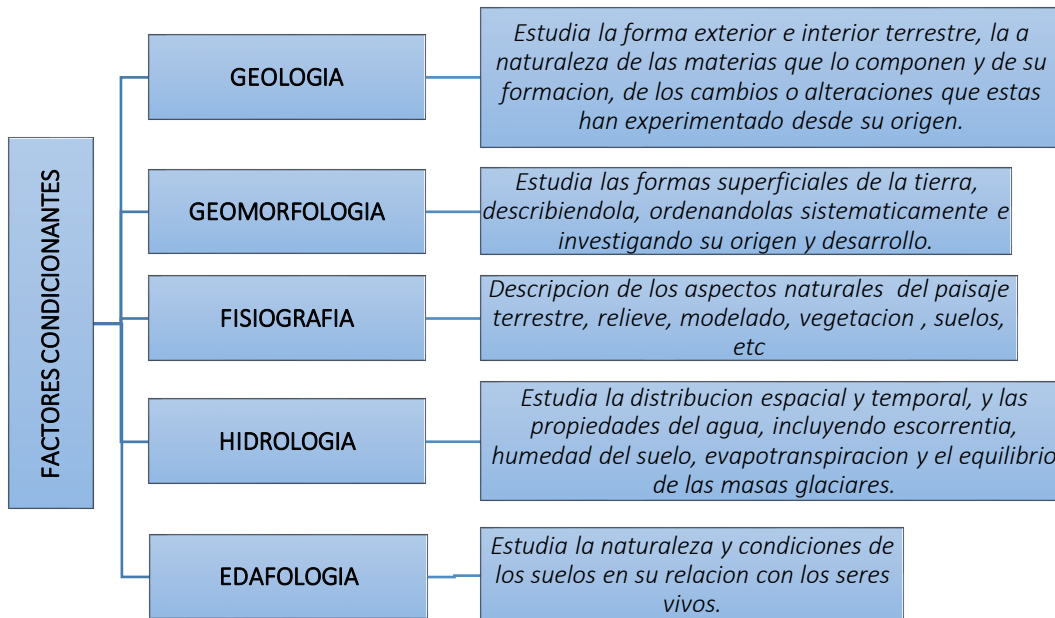 FACTORES CONDICIONANTES
GEOLOGIA
Estudia la forma exterior e interior terrestre, la a
naturaleza de las materias que lo componen y de su
formacion, de los cambios o alteraciones que estas
han experimentado desde su origen.
GEOMORFOLOGIA
Estudia las formas superficiales de la tierra,
describiendola, ordenandolas sistematicamente e
investigando su origen y desarrollo.
FISIOGRAFIA
Descripcion de los aspectos naturales del paisaje
terrestre, relieve, modelado, vegetacion , suelos,
etc
HIDROLOGIA
Estudia la distribucion espacial y temporal, y las
propiedades del agua, incluyendo escorrentia,
humedad del suelo, evapotranspiracion y el equilibrio
de las masas glaciares.
EDAFOLOGIA
Estudia la naturaleza y condiciones de
los suelos en su relacion con los seres
vivos.